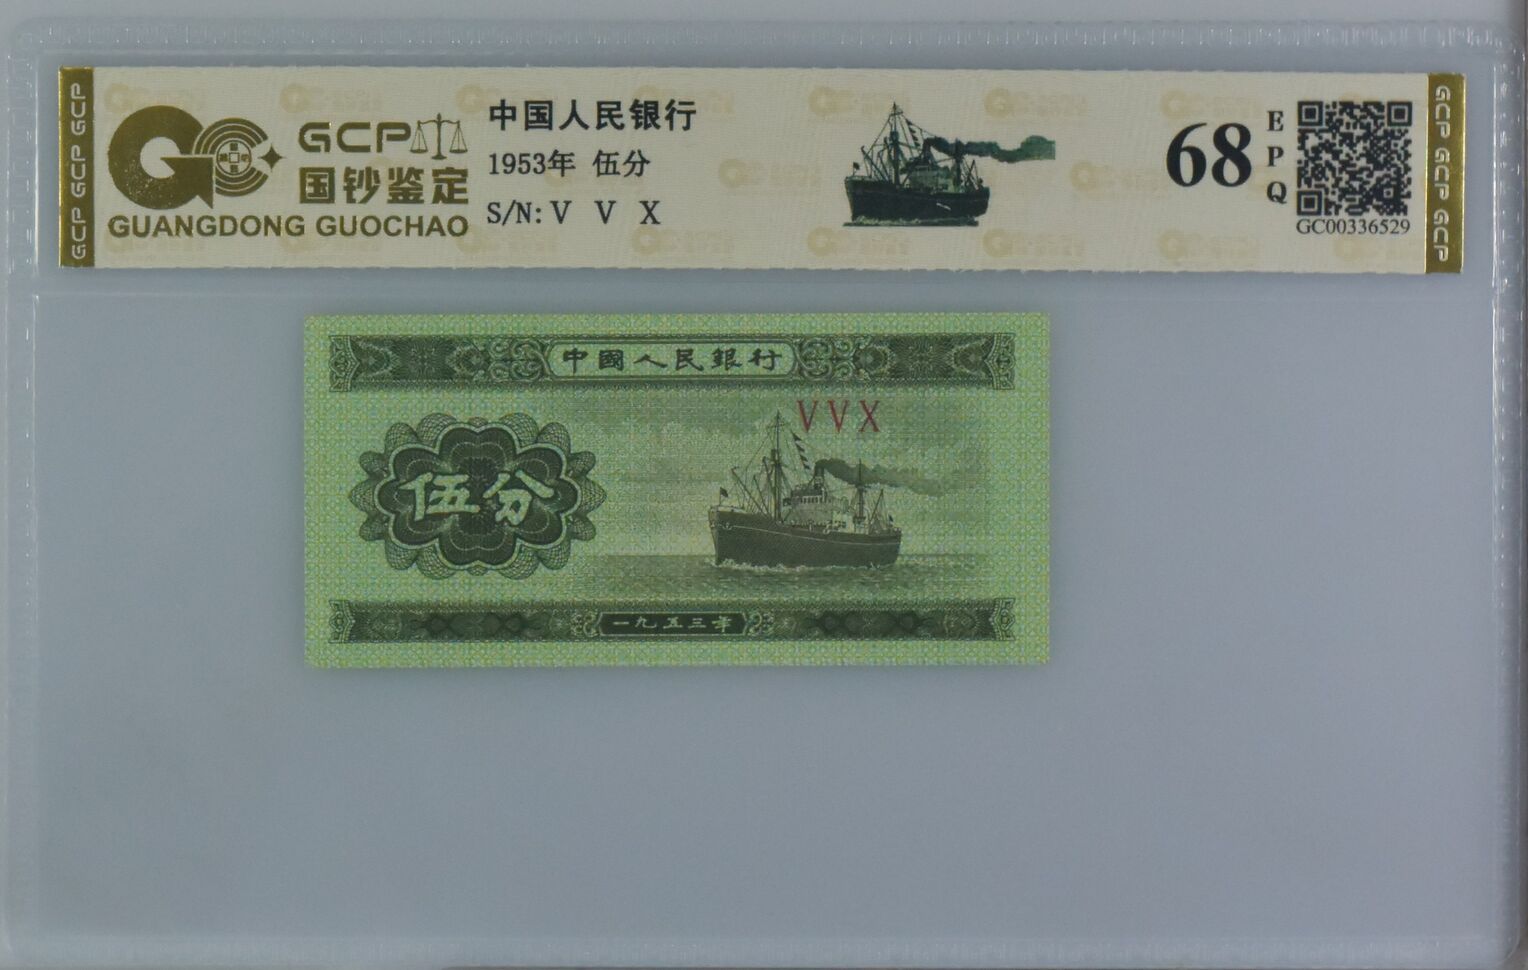 GCP GCP GCP
GCP
国钞鉴定
GUANGDONG GUOCHAO
中国人民银行
1953年 伍分
S/N: V V X
68
E
P
Q
GC00336529
GCP GCP GCP
中國人民銀行
VVX
伍分
一九五三年